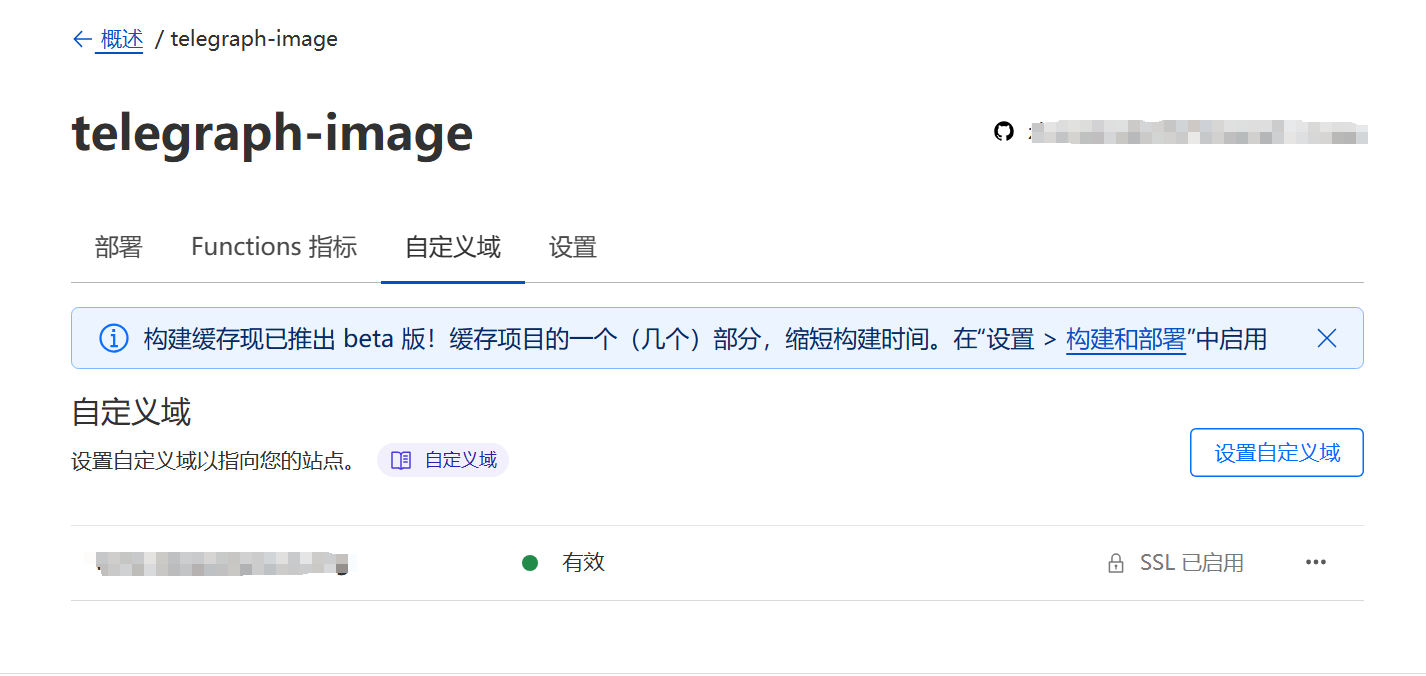 概述 / telegraph-image
telegraph-image
部署 Functions 指标 自定义域 设置
构建缓存现已推出 beta 版！缓存项目的一个（几个）部分，缩短构建时间。在“设置 > 构建和部署”中启用
自定义域
设置自定义域以指向您的站点。 自定义域
设置自定义域
有效 SSL 已启用